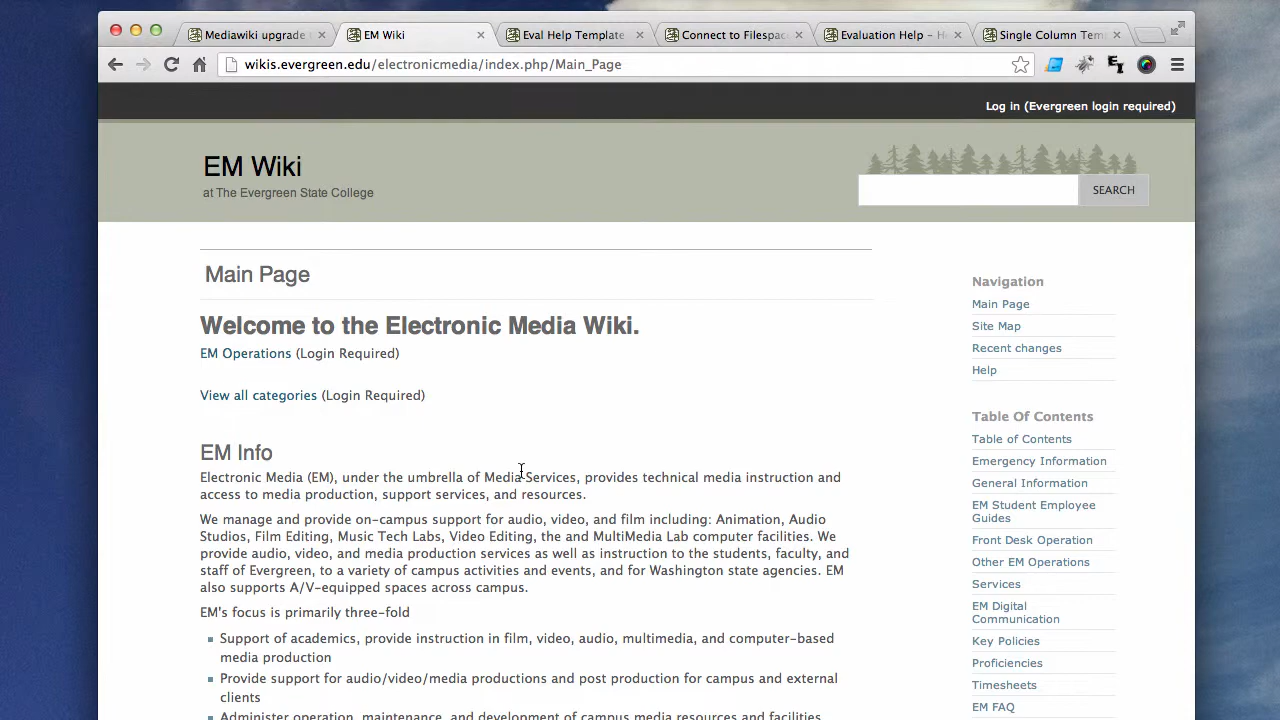 Mediawiki upgrade
EM Wiki
Eval Help Template
Connect to Filespac
Evaluation Help – H
Single Column Tem
wikis.evergreen.edu/electronicmedia/index.php/Main_Page
Log in (Evergreen login required)
EM Wiki
at The Evergreen State College
SEARCH
Main Page
Welcome to the Electronic Media Wiki.
EM Operations (Login Required)
View all categories (Login Required)
EM Info
Electronic Media (EM), under the umbrella of Media Services, provides technical media instruction and
access to media production, support services, and resources.
We manage and provide on-campus support for audio, video, and film including: Animation, Audio
Studios, Film Editing, Music Tech Labs, Video Editing, the and MultiMedia Lab computer facilities. We
provide audio, video, and media production services as well as instruction to the students, faculty, and
staff of Evergreen, to a variety of campus activities and events, and for Washington state agencies. EM
also supports A/V-equipped spaces across campus.
EM's focus is primarily three-fold
Support of academics, provide instruction in film, video, audio, multimedia, and computer-based
media production
Provide support for audio/video/media productions and post production for campus and external
clients
Administer operation, maintenance, and development of campus media resources and facilities
Navigation
Main Page
Site Map
Recent changes
Help
Table Of Contents
Table of Contents
Emergency Information
General Information
EM Student Employee
Guides
Front Desk Operation
Other EM Operations
Services
EM Digital
Communication
Key Policies
Proficiencies
Timesheets
EM FAQ